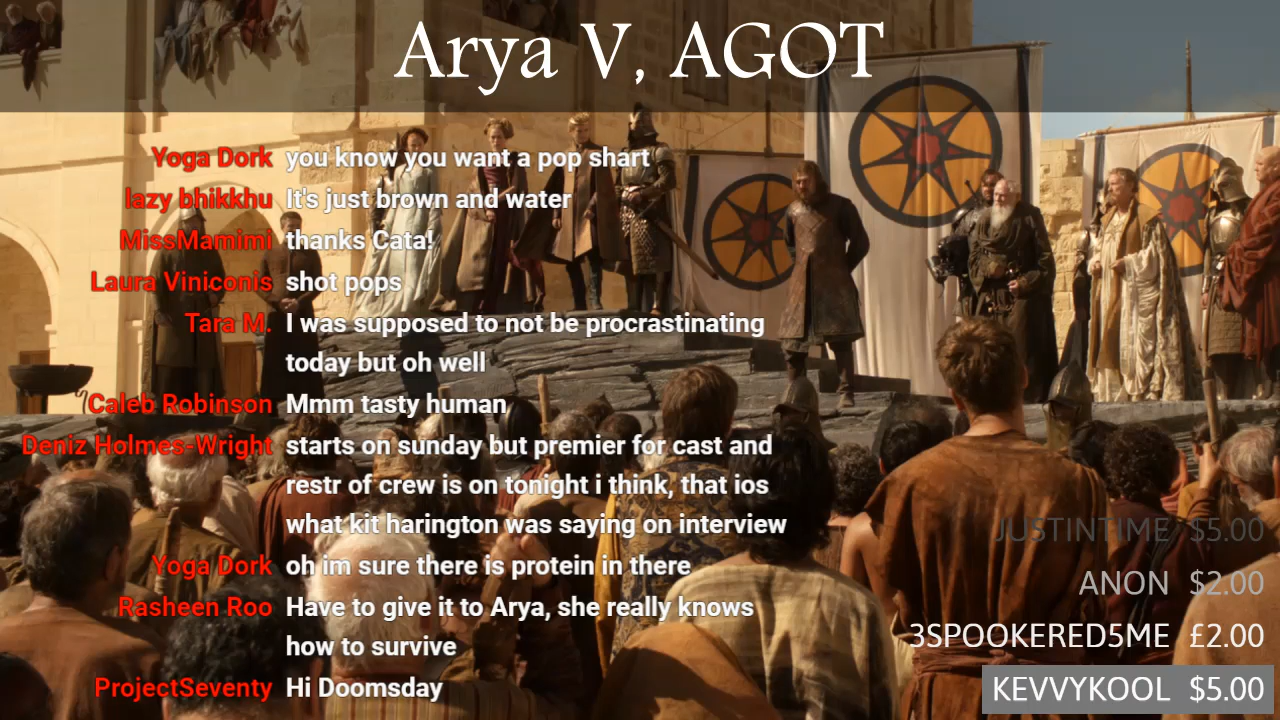 Arya V, AGOT
Yoga Dork you know you want a pop shart
lazy bhikkhu It's just brown and water
MissMamimi thanks Cata!
Laura Viniconis shot pops
Tara M. I was supposed to not be procrastinating
today but oh well
Caleb Robinson Mmm tasty human
Deniz Holmes-Wright starts on sunday but premier for cast and
restr of crew is on tonight i think, that ios
what kit harington was saying on interview
Yoga Dork oh im sure there is protein in there
Rasheen Roo Have to give it to Arya, she really knows
how to survive
ProjectSeventy Hi Doomsday
JUSTINTIME $5.00
ANON $2.00
3SPOOKERED5ME £2.00
KEVVYKOOL $5.00